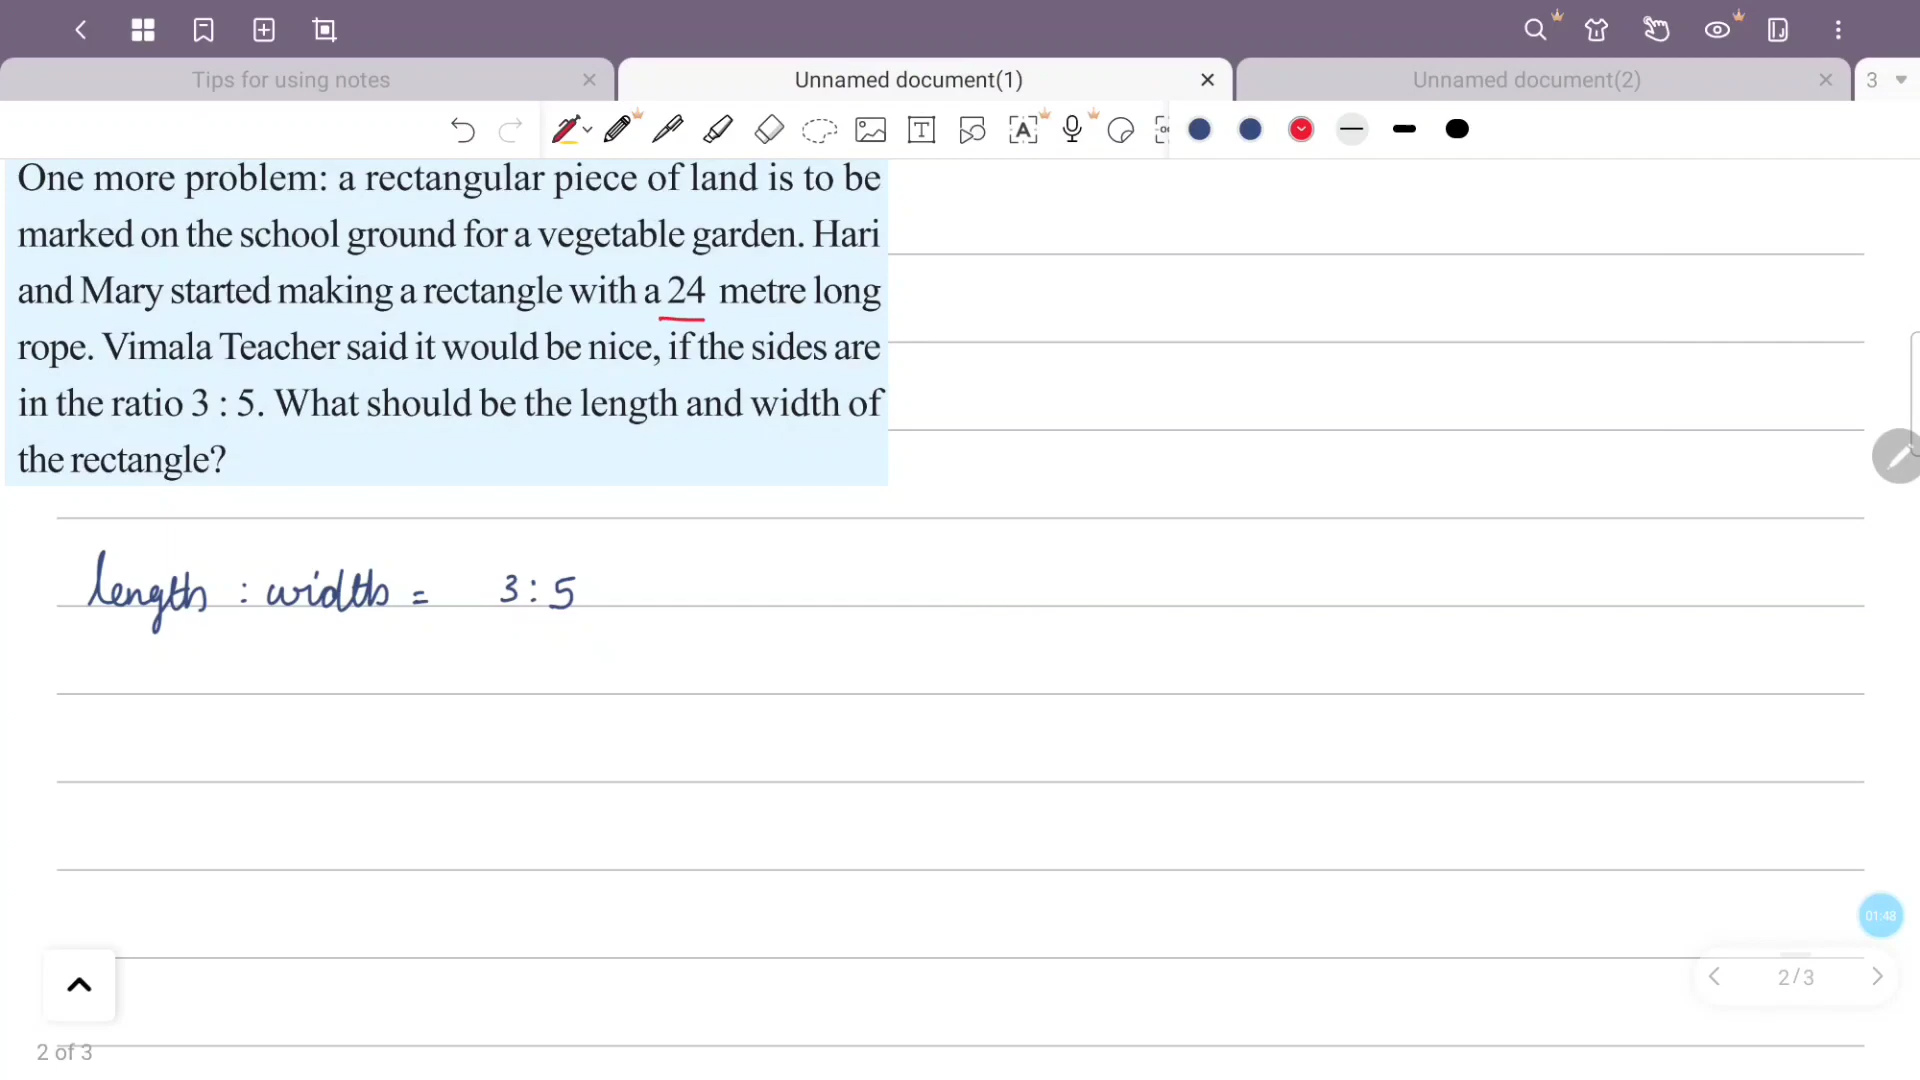 Tips for using notes
Unnamed document(1)
Unnamed document(2)
3
One more problem: a rectangular piece of land is to be
marked on the school ground for a vegetable garden. Hari
and Mary started making a rectangle with a 24 metre long
rope. Vimala Teacher said it would be nice, if the sides are
in the ratio 3 : 5. What should be the length and width of
the rectangle?
length : width = 3 : 5
01:48
2/3
2 of 3